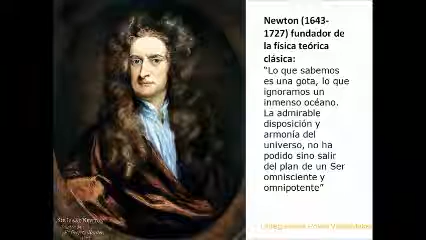 Newton (1643-
1727) fundador de
la física teórica
clásica:
“Lo que sabemos
es una gota, lo que
ignoramos un
inmenso océano.
La admirable
disposición y
armonía del
universo, no ha
podido sino salir
del plan de un Ser
omnisciente y
omnipotente”